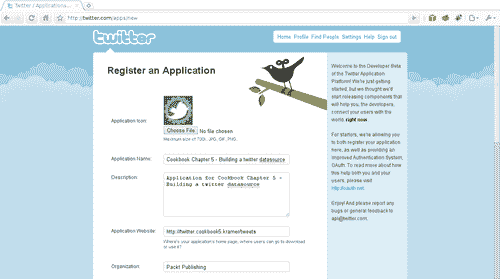 Twitter / Applications
http://twitter.com/apps/new
twitter
Home Profile Find People Settings Help Sign out
Register an Application
Application Icon:
Choose File No file chosen
Maximum size of 700k. JPG, GIF, PNG.
Application Name: Cookbook Chapter 5 - Building a twitter datasource
Description: Application for Cookbook Chapter 5 -
Building a twitter datasource
Application Website: http://twitter.cookbook5.kramer/tweets
Where's your application's home page, where users can go to download
or use it?
Organization: Packt Publishing
Welcome to the Developer Beta
of the Twitter Application
Platform! We're just getting
started, but we thought we'd
start releasing components that
will help you, the developers,
connect your users with the
world, right now.
For starters, we're allowing you
to both register your application
here, as well as providing an
Improved Authentication System,
OAuth. To read more about how
this help both you and your
users, please visit
http://oauth.net.
Enjoy! And please report any
bugs or general feedback to
api@twitter.com.